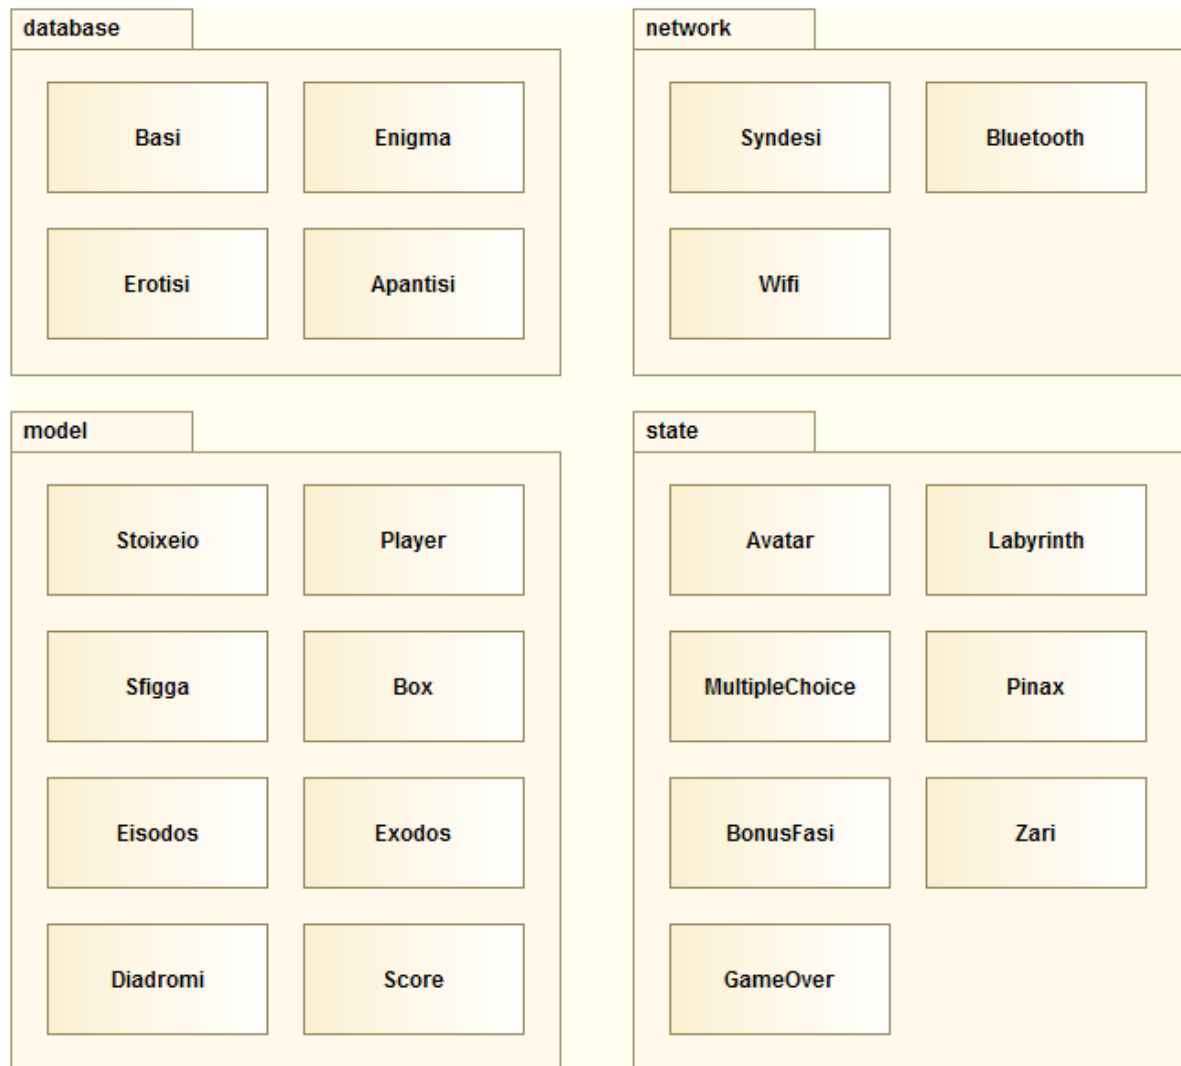 database
Basi
Enigma
Erotisi
Apantisi
network
Syndesi
Bluetooth
Wifi
model
Stoixeio
Player
Sfigga
Box
Eisodos
Exodos
Diadromi
Score
state
Avatar
Labyrinth
MultipleChoice
Pinax
BonusFasi
Zari
GameOver